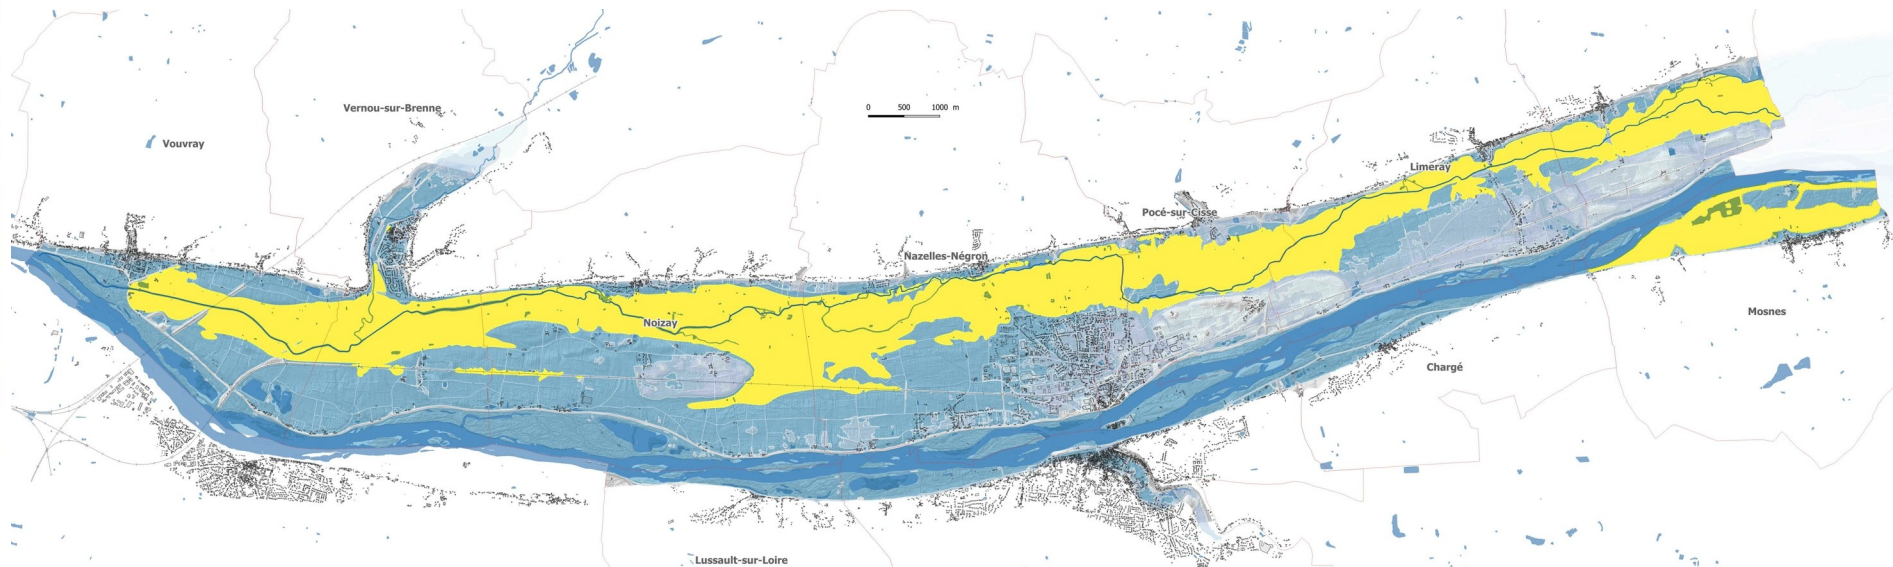 Vernou-sur-Brenne
0 500 1000 m
Vouvray
Limeray
Pocé-sur-Cisse
Nazelles-Négron
Noizay
Mosnes
Chargé
Lussault-sur-Loire